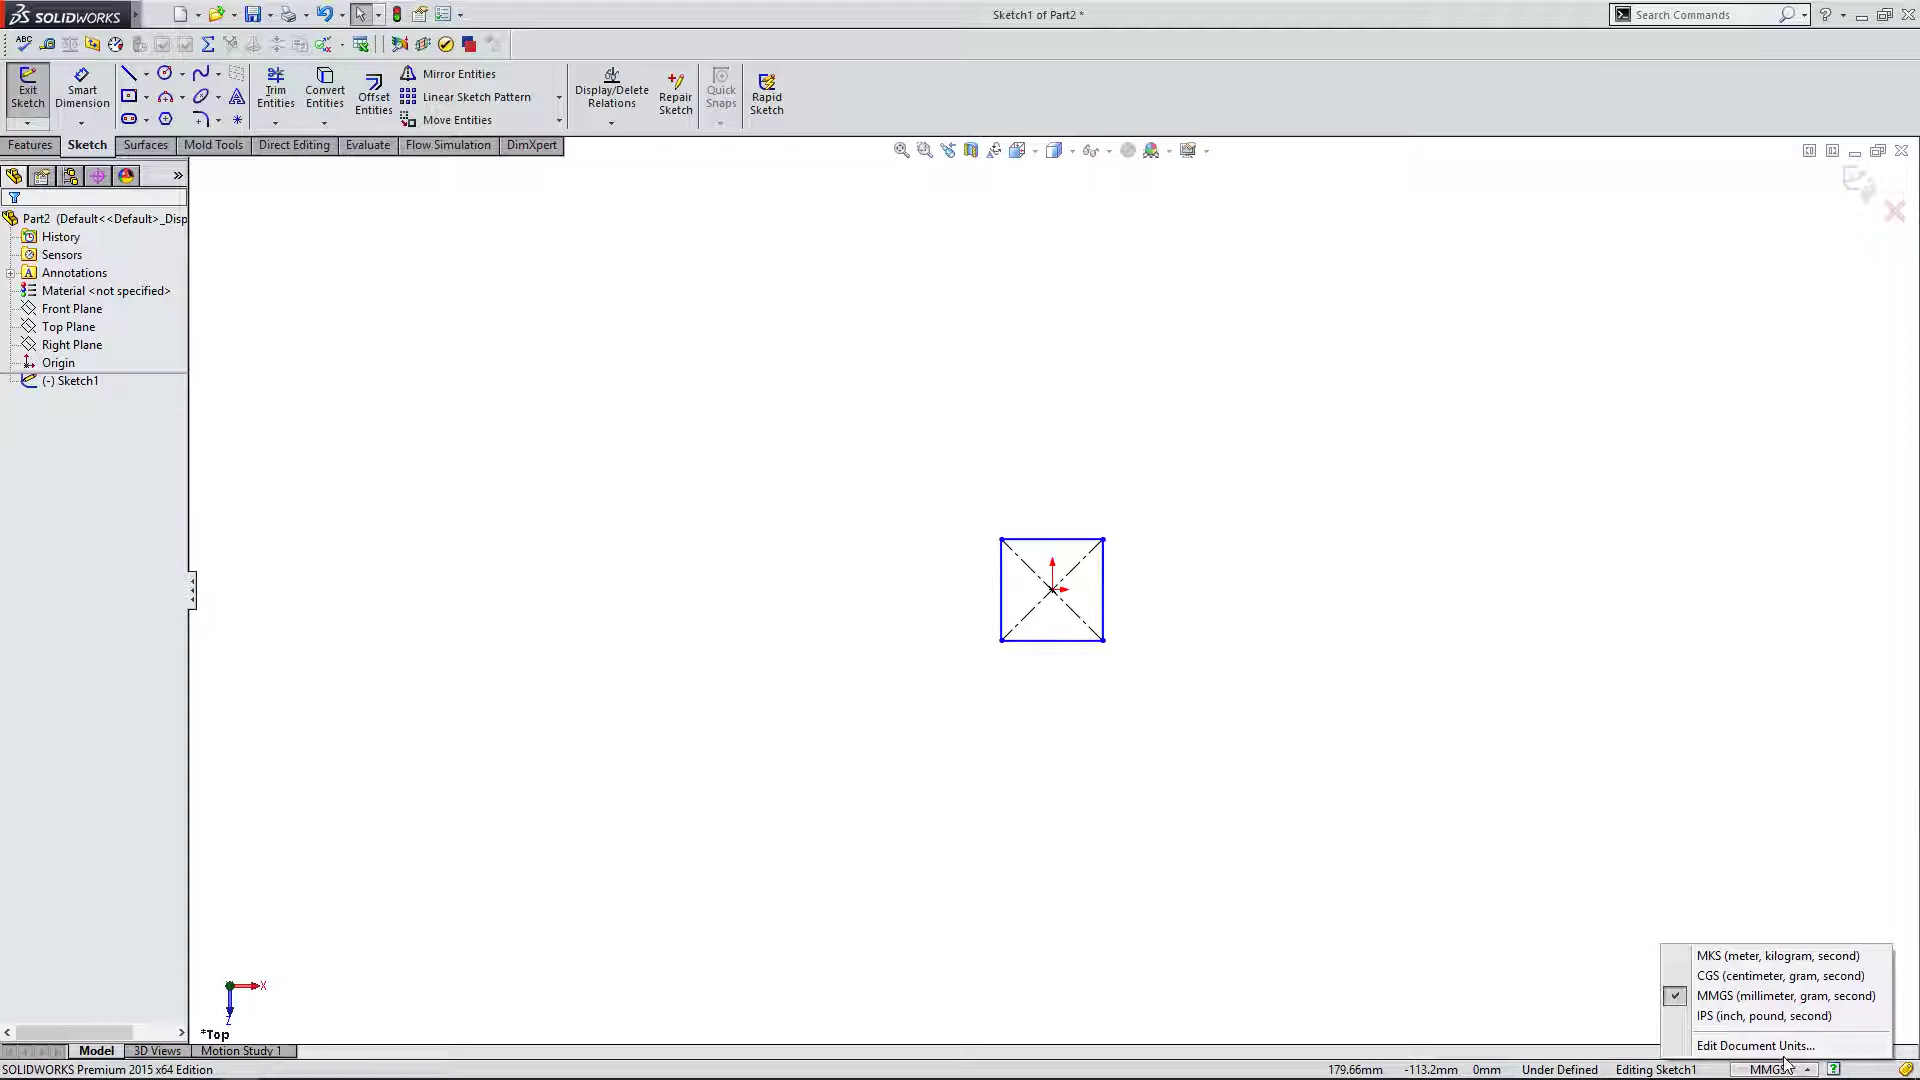 SOLIDWORKS
Sketch1 of Part2 *
Search Commands
?
ABC
Exit Sketch
Smart Dimension
Trim Entities
Convert Entities
Offset Entities
Mirror Entities
Linear Sketch Pattern
Move Entities
Display/Delete Relations
Repair Sketch
Quick Snaps
Rapid Sketch
Features Sketch Surfaces Mold Tools Direct Editing Evaluate Flow Simulation DimXpert
Part2 (Default<<Default>_Disp
History
Sensors
Annotations
Material <not specified>
Front Plane
Top Plane
Right Plane
Origin
(-) Sketch1
X
Z
*Top
MKS (meter, kilogram, second)
CGS (centimeter, gram, second)
MMGS (millimeter, gram, second)
IPS (inch, pound, second)
Edit Document Units...
Model 3D Views Motion Study 1
SOLIDWORKS Premium 2015 x64 Edition
179.66mm -113.2mm 0mm Under Defined Editing Sketch1 MMGS ?